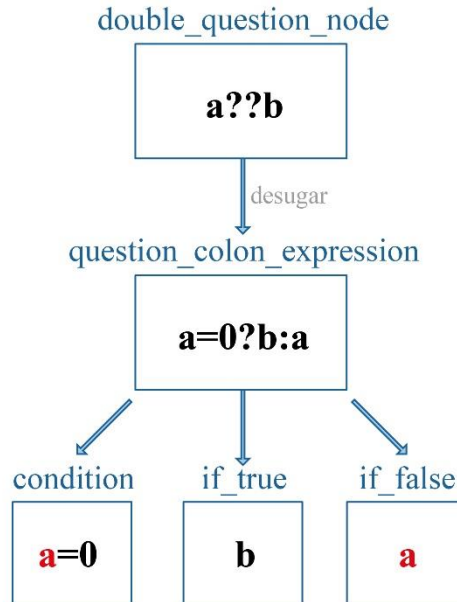 double_question_node
a??b
desugar
question_colon_expression
a=0?b:a
condition if_true if_false
a=0 b a